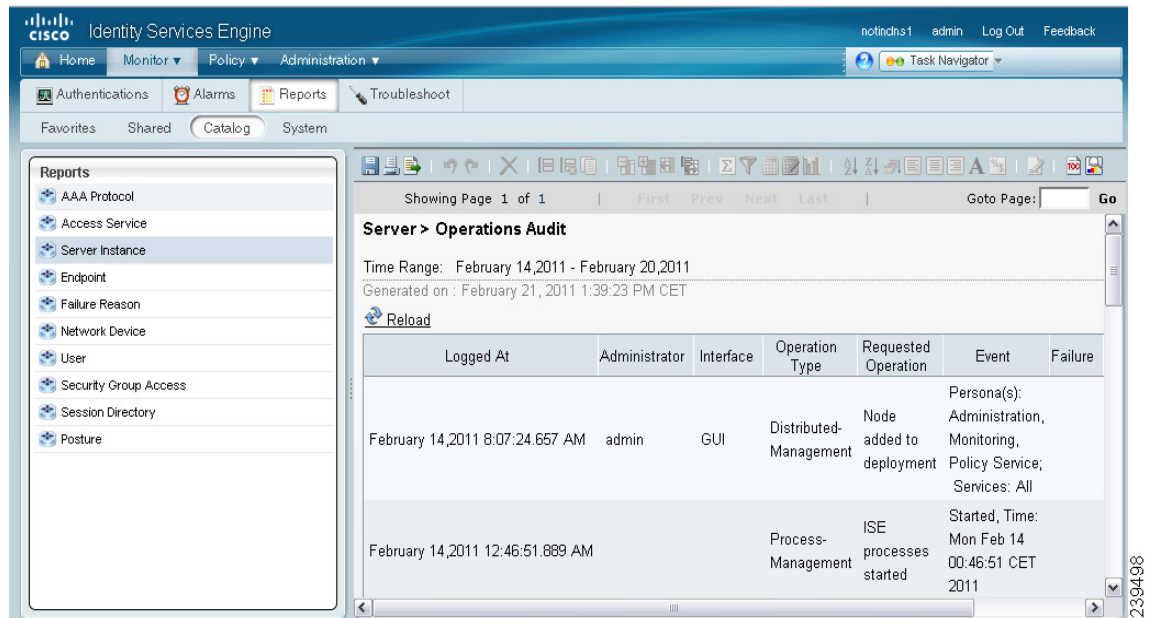 cisco Identity Services Engine
notindns1 admin Log Out Feedback
Home Monitor ▾ Policy ▾ Administration ▾
Task Navigator ▾
Authentications Alarms Reports Troubleshoot
Favorites Shared Catalog System
Reports
AAA Protocol
Access Service
Server Instance
Endpoint
Failure Reason
Network Device
User
Security Group Access
Session Directory
Posture
Showing Page 1 of 1 | First Prev Next Last | Goto Page: Go
Server > Operations Audit
Time Range: February 14,2011 - February 20,2011
Generated on : February 21, 2011 1:39:23 PM CET
Reload
Logged At Administrator Interface Operation Type Requested Operation Event Failure
February 14,2011 8:07:24.657 AM admin GUI Distributed-Management Node added to deployment Persona(s): Administration, Monitoring, Policy Service; Services: All
February 14,2011 12:46:51.889 AM Process-Management ISE processes started Started, Time: Mon Feb 14 00:46:51 CET 2011
239498